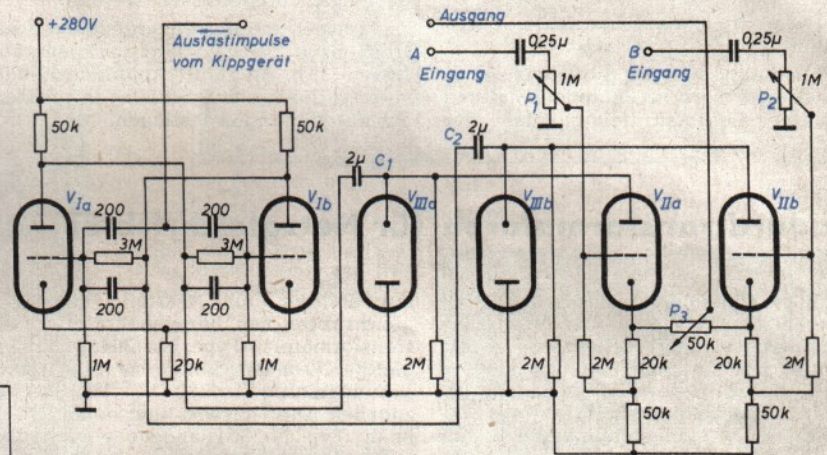 +280V
Austastimpulse
vom Kippgerät
Ausgang
A
Eingang
0,25µ
1M
P1
B
Eingang
0,25µ
1M
P2
50k
50k
2µ
C1
C2
2µ
VIa
VIb
VIIIa
VIIIb
VIIa
VIIb
200
200
3M
3M
200
200
P3
50k
1M
20k
1M
2M
2M
2M
20k
20k
2M
50k
50k